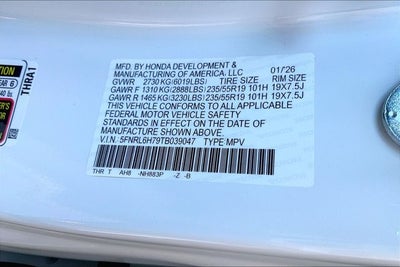 MFD. BY HONDA DEVELOPMENT &
MANUFACTURING OF AMERICA, LLC 01/26
GVWR 2730 KG(6019LBS) TIRE SIZE RIM SIZE
GAWR F 1310 KG(2888LBS) 235/55R19 101H 19X7.5J
GAWR R 1465 KG(3230LBS) 235/55R19 101H 19X7.5J
THIS VEHICLE CONFORMS TO ALL APPLICABLE
FEDERAL MOTOR VEHICLE SAFETY STANDARDS
IN EFFECT ON THE DATE OF
MANUFACTURE SHOWN ABOVE.
V.I.N. 5FNRL6H79TB039047 TYPE MPV
THR T AH8 -NH883P -Z -B
THRA1